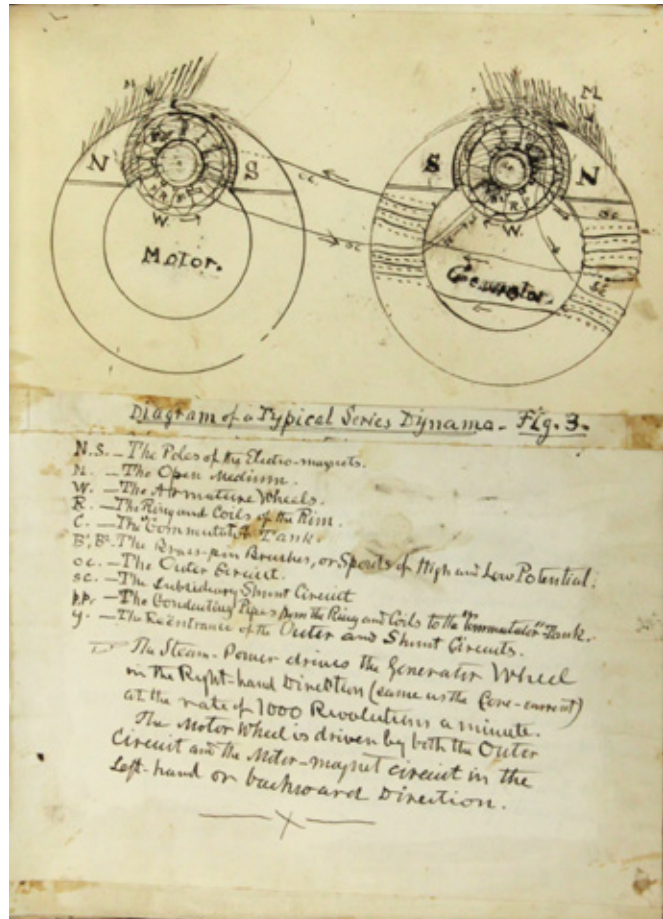 M
M
N
S
S
N
oc
W.
oc
W.
oc
sc
Motor.
Generator.
Diagram of a Typical Series Dynamo - Fig. 3.
N.S. - The Poles of the Electro-magnets.
M. - The Open Medium.
W. - The Armature Wheels.
R. - The Ring and Coils of the Rim.
C. - The "Commutator" Tank.
B', B². The Brass-pin Brushes, or Spouts of High and Low Potential.
oc. - The Outer Circuit.
sc. - The Subsidiary Shunt Circuit
pp. - The Conducting Pipes from the Ring and Coils to the "Commutator" Tank.
y. - The Reëntrance of the Outer and Shunt Circuits.
The Steam-Power drives the Generator Wheel
in the Right-hand Direction (same as the Core-current)
at the rate of 1000 Revolutions a minute.
The Motor Wheel is driven by both the Outer
Circuit and the Motor-magnet circuit in the
Left-hand or backward Direction.